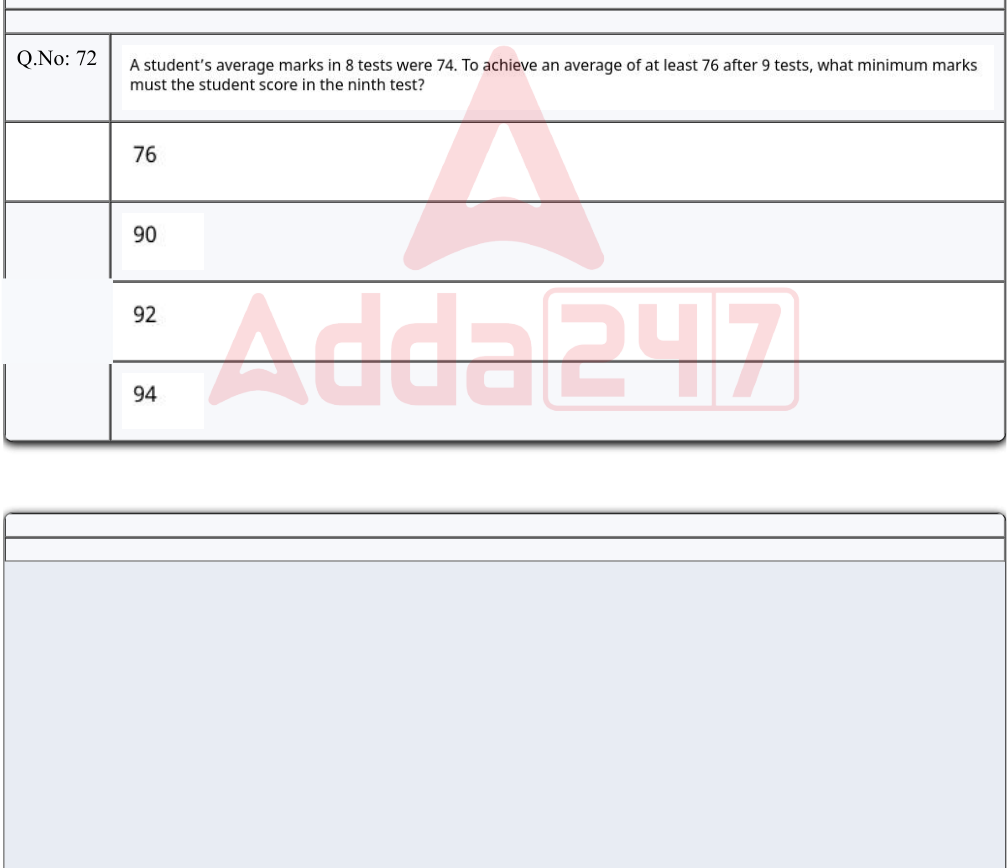 Q.No: 72
A student's average marks in 8 tests were 74. To achieve an average of at least 76 after 9 tests, what minimum marks
must the student score in the ninth test?
76
90
92
94
Adda247